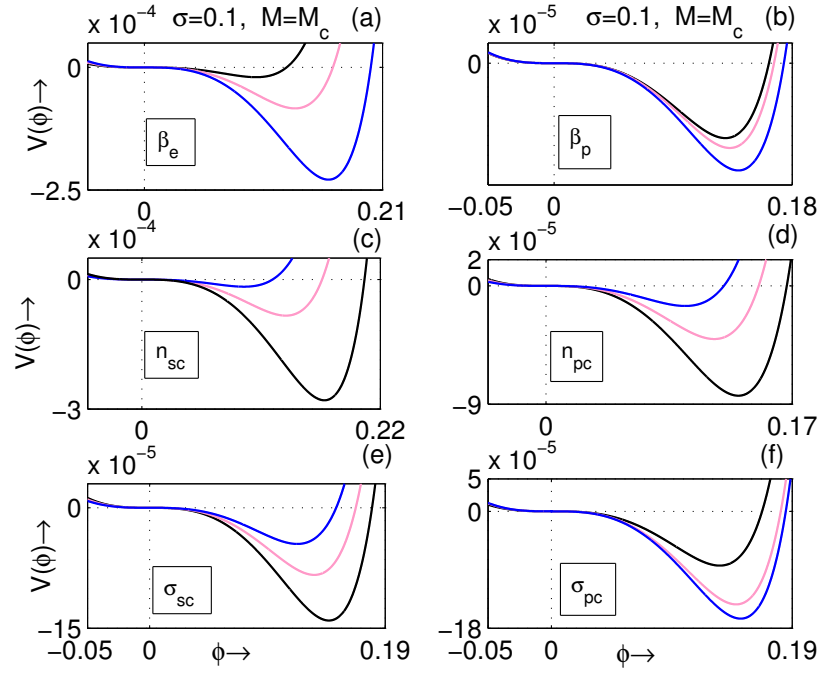 σ=0.1, M=M_c
(a)
x 10^-4
0
-2.5
V(ϕ)→
β_e
0
0.21
σ=0.1, M=M_c
(b)
x 10^-5
0
β_p
-0.05
0
0.18
(c)
x 10^-4
0
-3
V(ϕ)→
n_sc
0
0.22
(d)
x 10^-5
2
0
-9
n_pc
0
0.17
(e)
x 10^-5
0
-15
V(ϕ)→
σ_sc
-0.05
0
0.19
ϕ→
(f)
x 10^-5
5
0
-18
σ_pc
-0.05
0
0.19
ϕ→